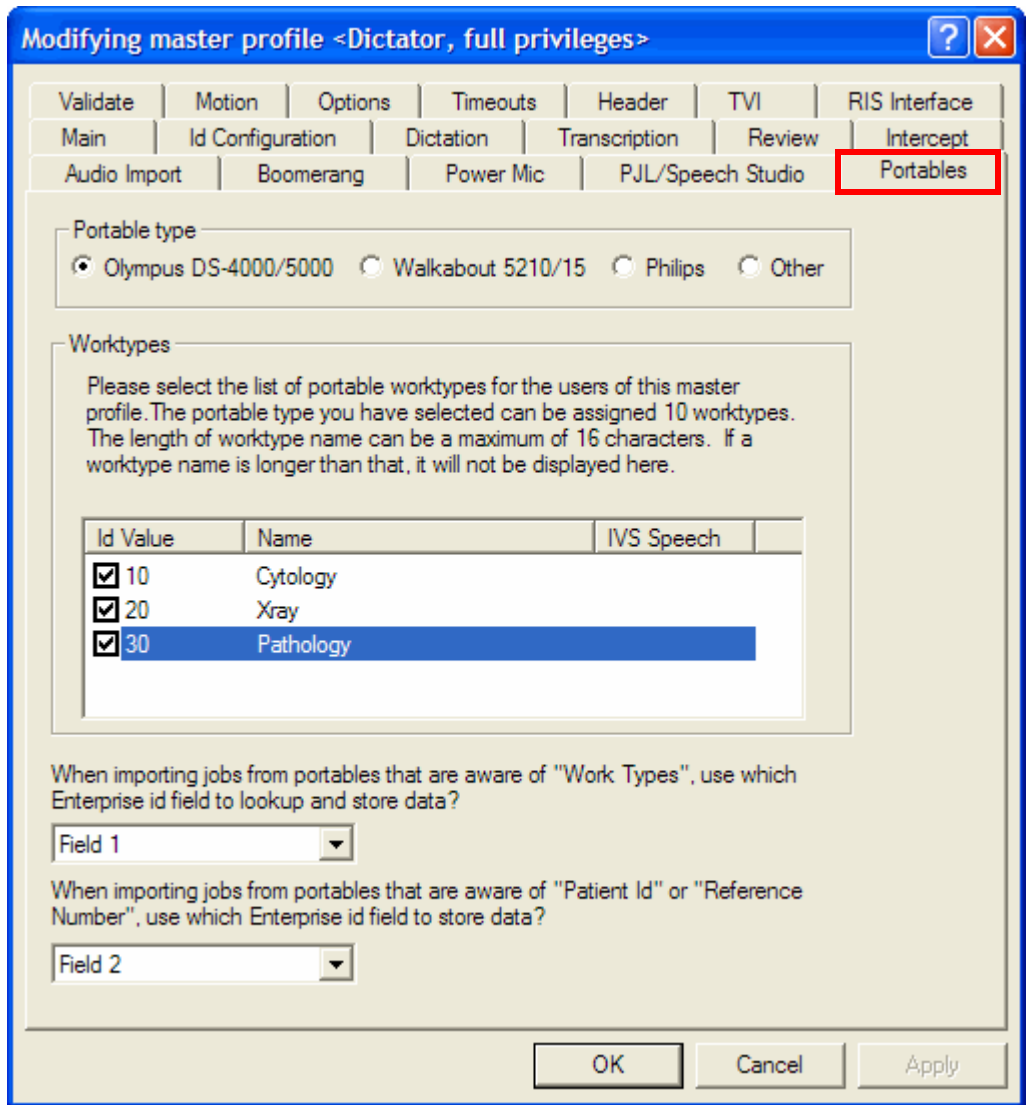 Modifying master profile <Dictator, full privileges>
Validate Motion Options Timeouts Header TVI RIS Interface
Main Id Configuration Dictation Transcription Review Intercept
Audio Import Boomerang Power Mic PJL/Speech Studio Portables
Portable type
Olympus DS-4000/5000 Walkabout 5210/15 Philips Other
Worktypes
Please select the list of portable worktypes for the users of this master
profile.The portable type you have selected can be assigned 10 worktypes.
The length of worktype name can be a maximum of 16 characters. If a
worktype name is longer than that, it will not be displayed here.
Id Value Name IVS Speech
10 Cytology
20 Xray
30 Pathology
When importing jobs from portables that are aware of "Work Types", use which
Enterprise id field to lookup and store data?
Field 1
When importing jobs from portables that are aware of "Patient Id" or "Reference
Number", use which Enterprise id field to store data?
Field 2
OK Cancel Apply